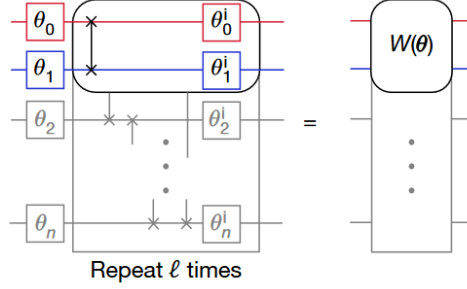 θ₀ θ₀ⁱ
θ₁ θ₁ⁱ W(θ)
θ₂ θ₂ⁱ
=
θₙ θₙⁱ
Repeat ℓ times